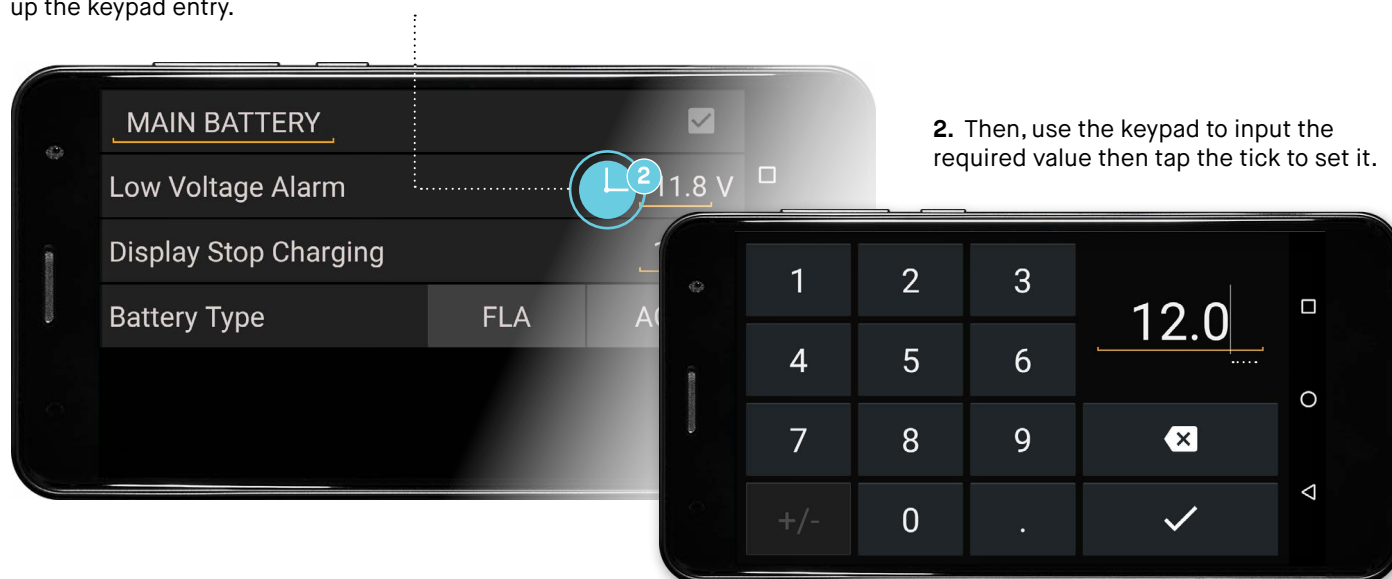 up the keypad entry.
MAIN BATTERY
Low Voltage Alarm
2
11.8 V
Display Stop Charging
Battery Type
FLA
2. Then, use the keypad to input the
required value then tap the tick to set it.
1 2 3
12.0
4 5 6
7 8 9
+/- 0 .